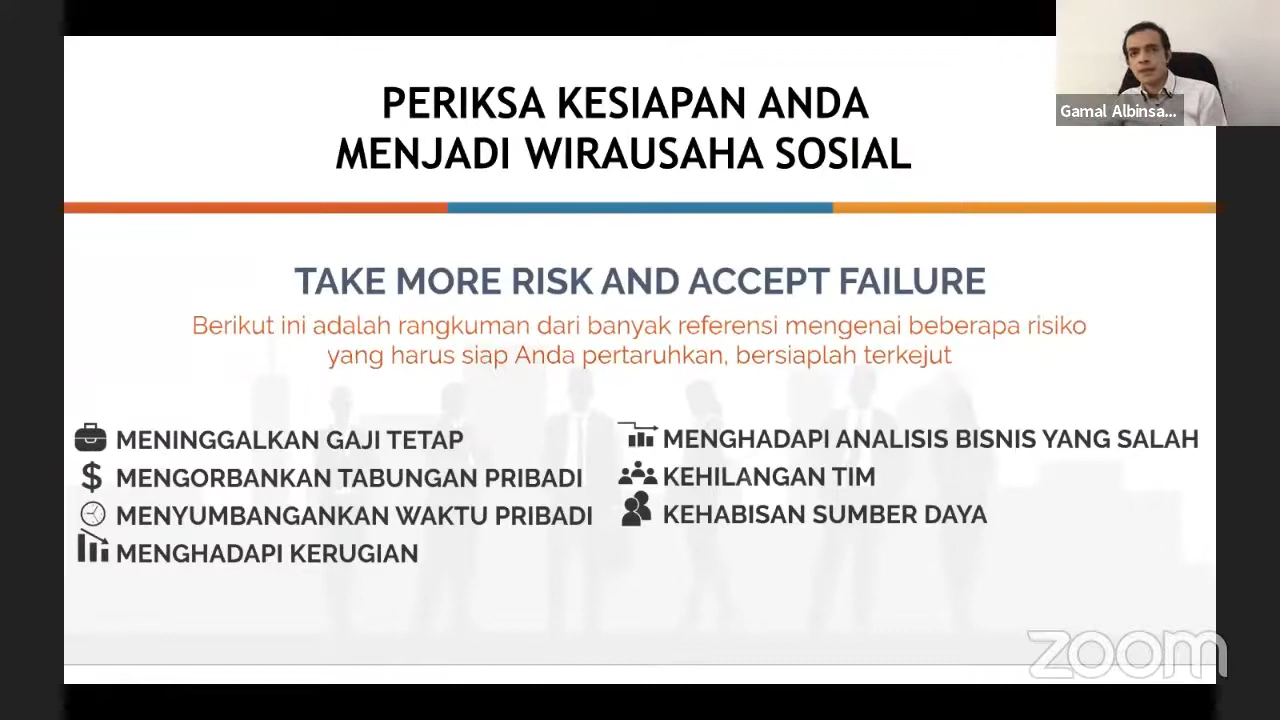 PERIKSA KESIAPAN ANDA
MENJADI WIRAUSAHA SOSIAL
Gamal Albinsa...
TAKE MORE RISK AND ACCEPT FAILURE
Berikut ini adalah rangkuman dari banyak referensi mengenai beberapa risiko
yang harus siap Anda pertaruhkan, bersiaplah terkejut
MENINGGALKAN GAJI TETAP
$ MENGORBANKAN TABUNGAN PRIBADI
MENYUMBANGANKAN WAKTU PRIBADI
MENGHADAPI KERUGIAN
MENGHADAPI ANALISIS BISNIS YANG SALAH
KEHILANGAN TIM
KEHABISAN SUMBER DAYA
zoom